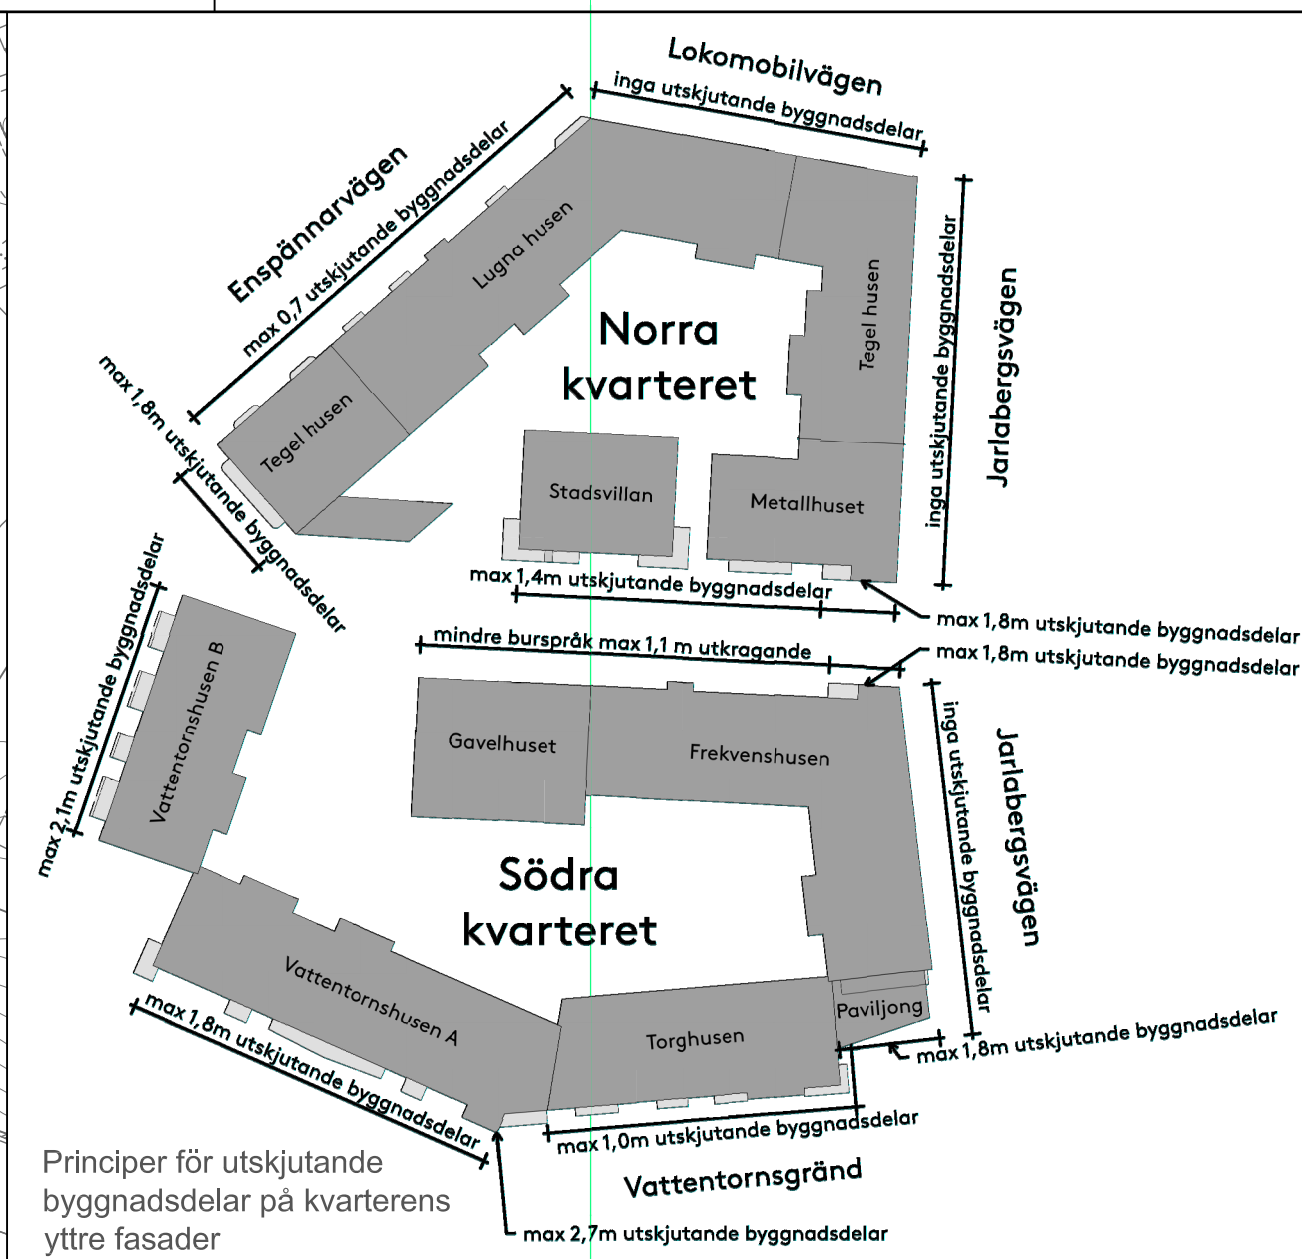 Lokomobilvägen
inga utskjutande byggnadsdelar
Enspännarvägen
max 0,7 utskjutande byggnadsdelar
Lugna husen
Tegel husen
inga utskjutande byggnadsdelar
Jarlabergsvägen
Norra
kvarteret
max 1,8m utskjutande byggnadsdelar
Tegel husen
Stadsvillan
Metallhuset
max 1,4m utskjutande byggnadsdelar
max 1,8m utskjutande byggnadsdelar
mindre burspråk max 1,1 m utkragande
max 1,8m utskjutande byggnadsdelar
max 2,1m utskjutande byggnadsdelar
Vattentornshusen B
Gavelhuset
Frekvenshusen
inga utskjutande byggnadsdelar
Jarlabergsvägen
Södra
kvarteret
Vattentornshusen A
max 1,8m utskjutande byggnadsdelar
Torghusen
Paviljong
max 1,8m utskjutande byggnadsdelar
max 1,0m utskjutande byggnadsdelar
Vattentornsgränd
max 2,7m utskjutande byggnadsdelar
Principer för utskjutande
byggnadsdelar på kvarterens
yttre fasader